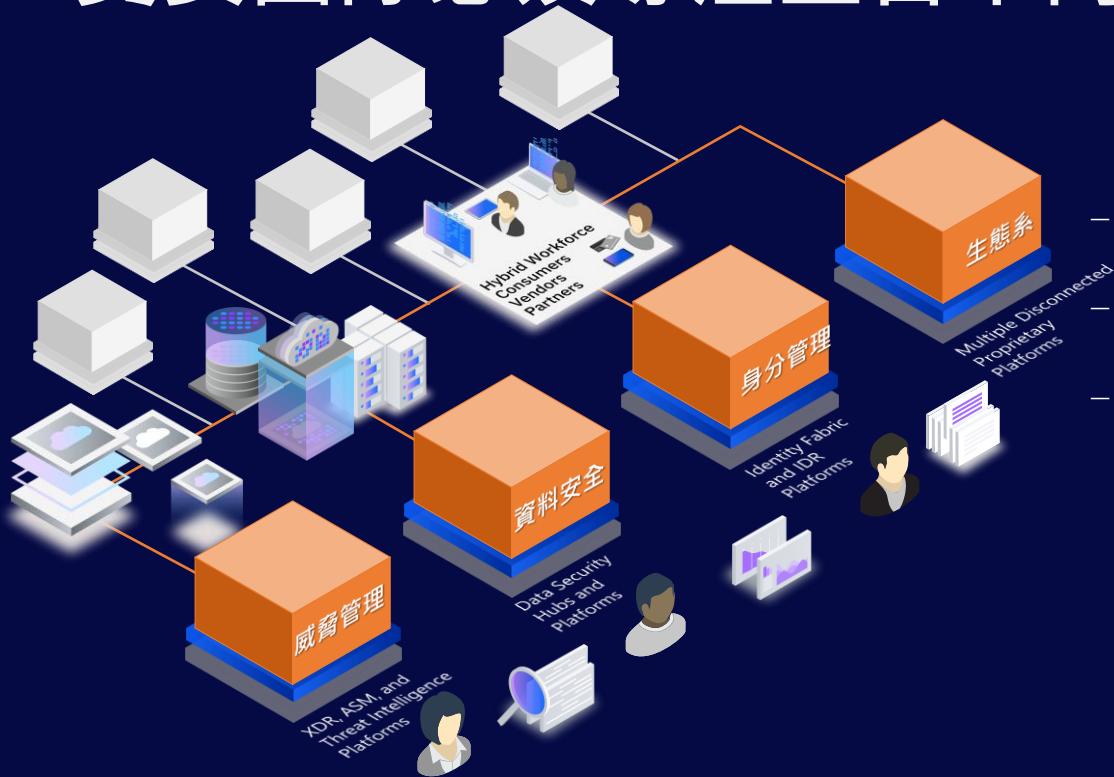 Hybrid Workforce
Consumers
Vendors
Partners
生態系
Multiple Disconnected
Proprietary
Platforms
身分管理
Identity Fabric
and IDR
Platforms
資料安全
Data Security
Hubs and
Platforms
威脅管理
XDR, ASM, and
Threat Intelligence
Platforms